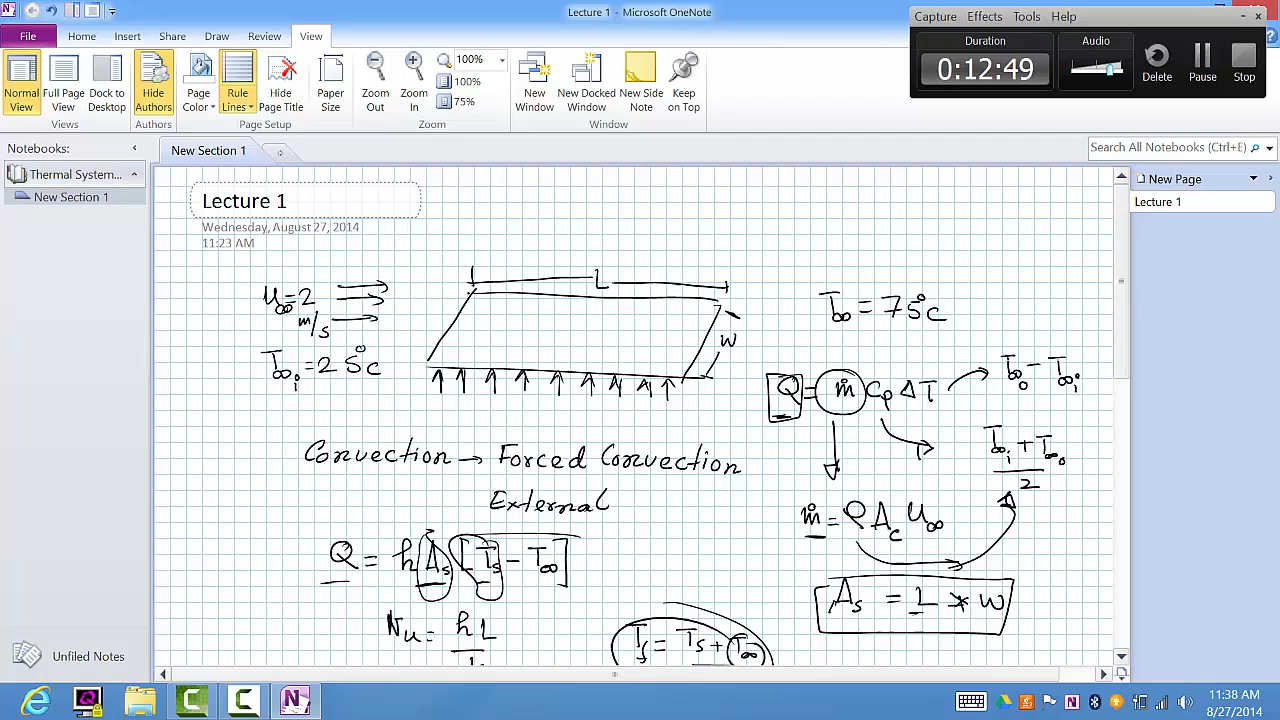 Lecture 1 - Microsoft OneNote
File Home Insert Share Draw Review View
Capture Effects Tools Help
Duration
0:12:49
Audio
Delete Pause Stop
Normal View
Full Page View
Dock to Desktop
Hide Authors
Page Color
Rule Lines
Hide Page Title
Paper Size
Zoom Out
Zoom In
100%
100%
75%
New Window
New Docked Window
New Side Note
Keep on Top
Views Authors Page Setup Zoom Window
Notebooks:
New Section 1
Search All Notebooks (Ctrl+E)
Thermal System...
New Section 1
New Page
Lecture 1
Lecture 1
Wednesday, August 27, 2014
11:23 AM
L
U∞=2 m/s
T∞i = 25°C
W
T∞o = 75°C
Q = ṁ Cp ΔT
T∞o - T∞i
T∞i + T∞o
2
Convection → Forced Convection
External
ṁ = ρ Ac U∞
Q = h As [Ts - T∞]
As = L * W
Nu = hL
Tf = Ts + T∞
Unfiled Notes
11:38 AM
8/27/2014